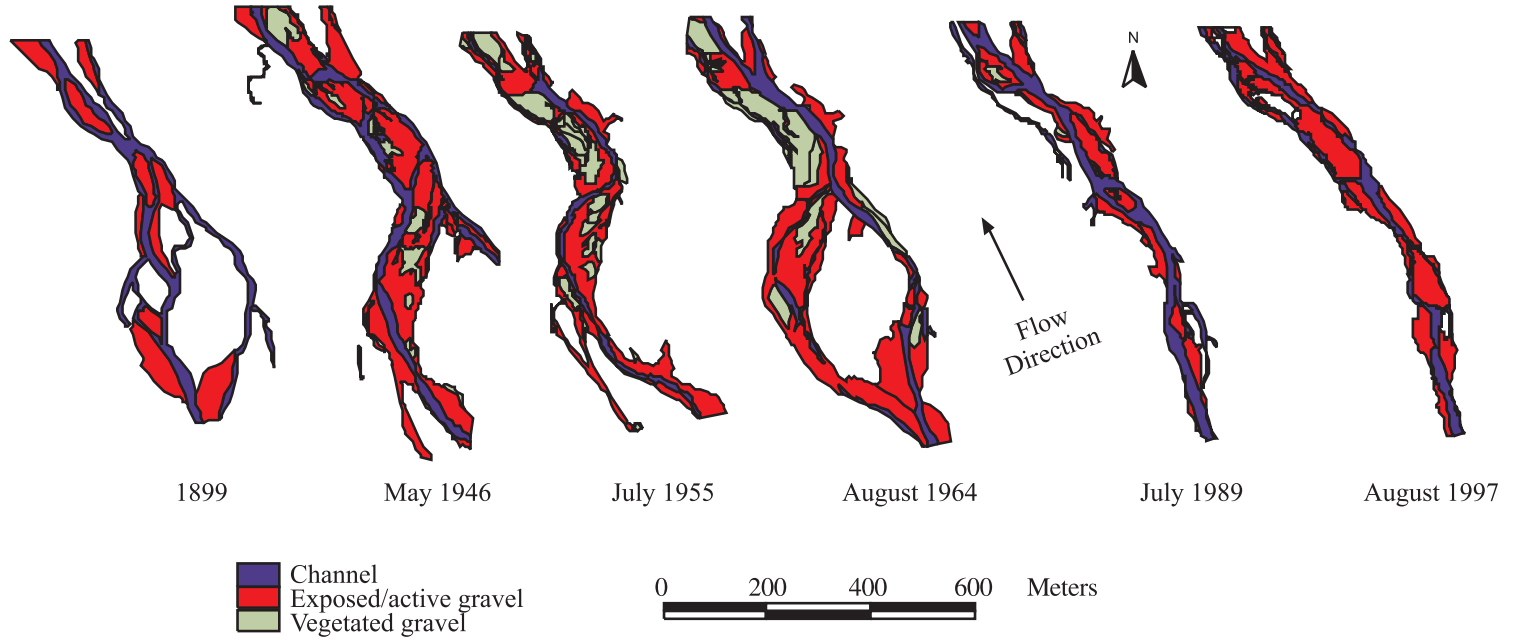 N
Flow
Direction
1899
May 1946
July 1955
August 1964
July 1989
August 1997
Channel
Exposed/active gravel
Vegetated gravel
0 200 400 600 Meters